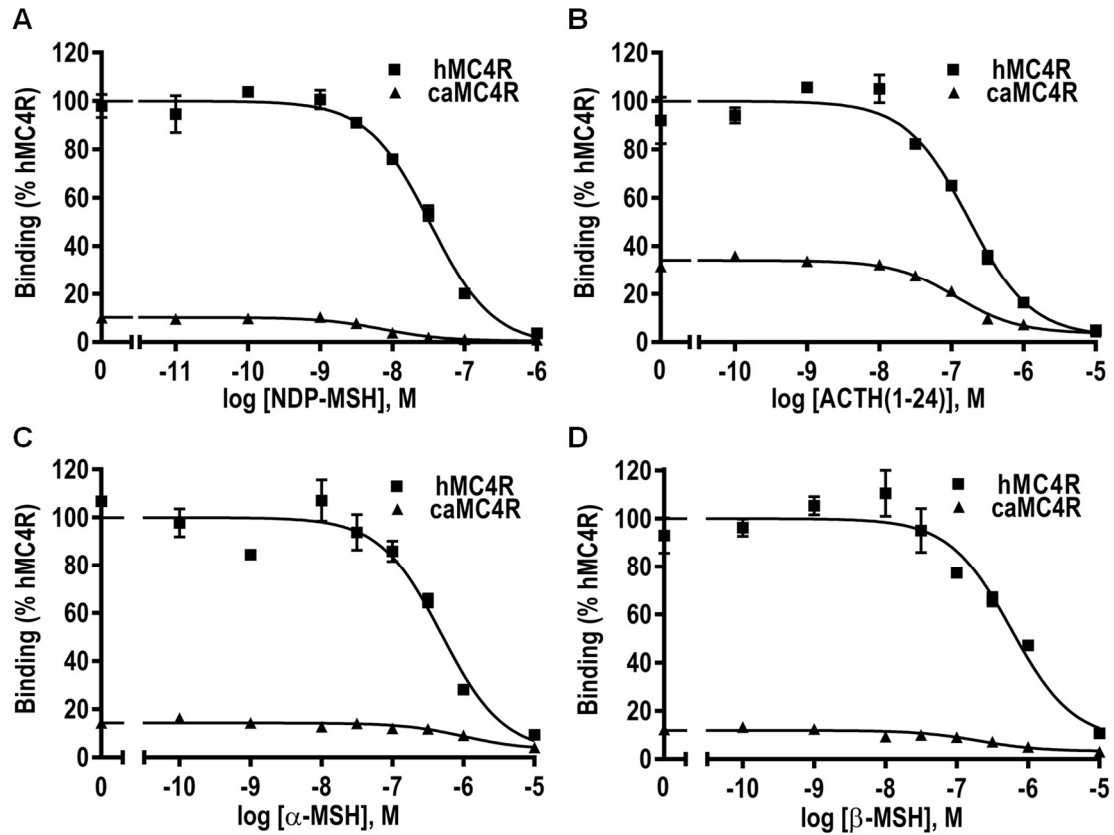 A
Binding (% hMC4R)
120
100
80
60
40
20
0
hMC4R
caMC4R
0 -11 -10 -9 -8 -7 -6
log [NDP-MSH], M
B
Binding (% hMC4R)
120
100
80
60
40
20
0
hMC4R
caMC4R
0 -10 -9 -8 -7 -6 -5
log [ACTH(1-24)], M
C
Binding (% hMC4R)
120
100
80
60
40
20
0
hMC4R
caMC4R
0 -10 -9 -8 -7 -6 -5
log [α-MSH], M
D
Binding (% hMC4R)
120
100
80
60
40
20
0
hMC4R
caMC4R
0 -10 -9 -8 -7 -6 -5
log [β-MSH], M